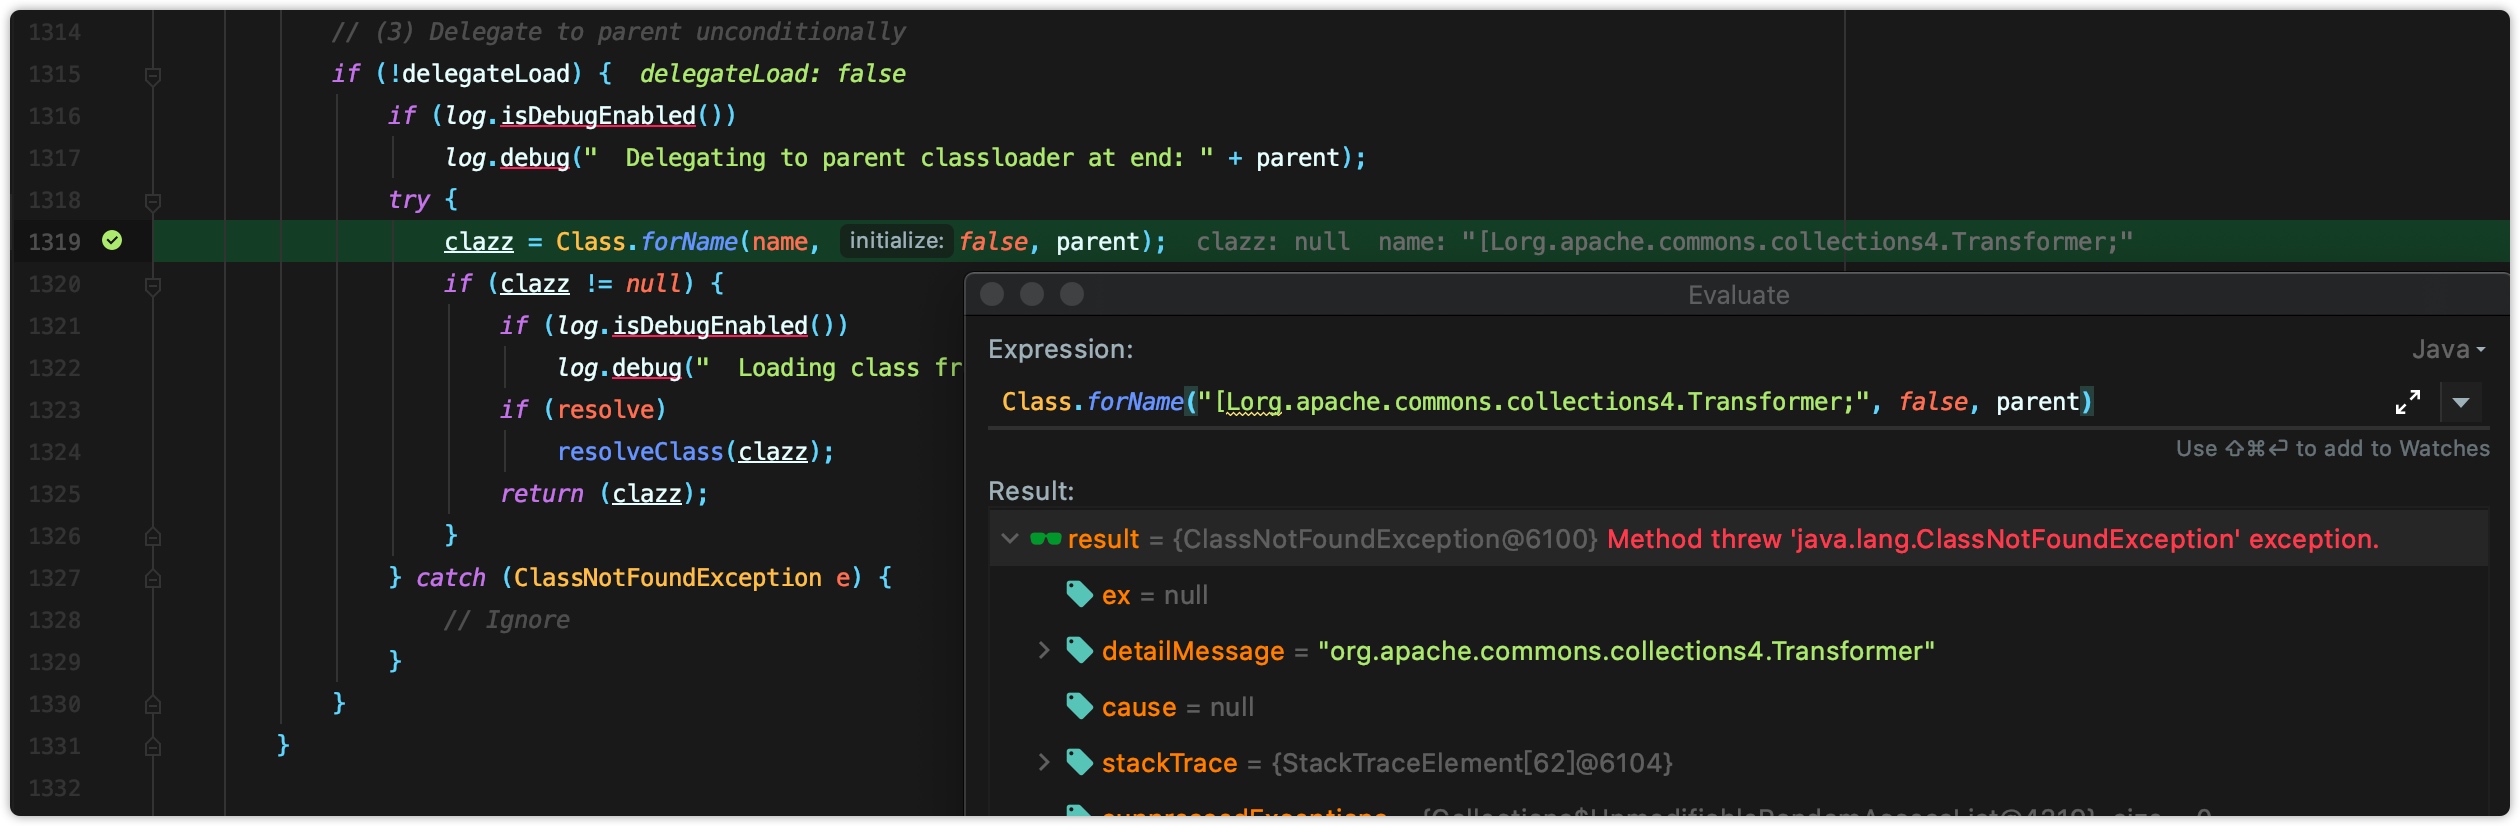 1314 // (3) Delegate to parent unconditionally
1315 if (!delegateLoad) { delegateLoad: false
1316 if (log.isDebugEnabled())
1317 log.debug("  Delegating to parent classloader at end: " + parent);
1318 try {
1319 clazz = Class.forName(name, initialize: false, parent); clazz: null name: "[Lorg.apache.commons.collections4.Transformer;"
1320 if (clazz != null) {
1321 if (log.isDebugEnabled())
1322 log.debug("  Loading class fr
1323 if (resolve)
1324 resolveClass(clazz);
1325 return (clazz);
1326 }
1327 } catch (ClassNotFoundException e) {
1328 // Ignore
1329 }
1330 }
1331 }
1332
Evaluate
Expression:
Java
Class.forName("[Lorg.apache.commons.collections4.Transformer;", false, parent)
Use ⇧⌘⏎ to add to Watches
Result:
result = {ClassNotFoundException@6100} Method threw 'java.lang.ClassNotFoundException' exception.
ex = null
detailMessage = "org.apache.commons.collections4.Transformer"
cause = null
stackTrace = {StackTraceElement[62]@6104}